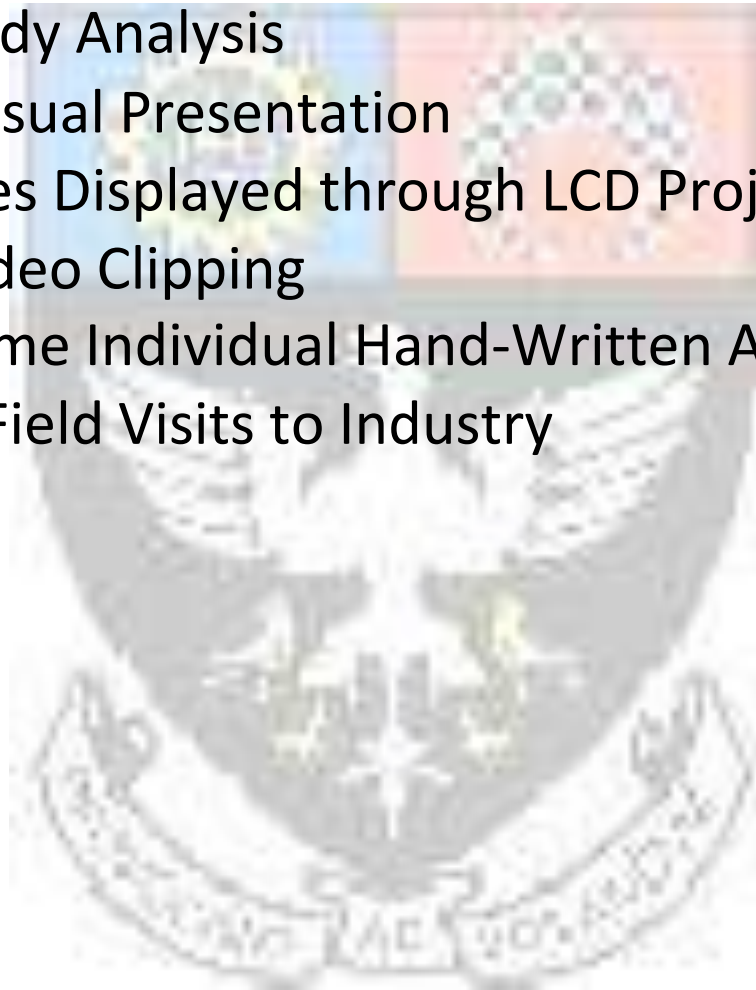 dy Analysis
sual Presentation
es Displayed through LCD Proj
deo Clipping
me Individual Hand-Written A
Field Visits to Industry
AC